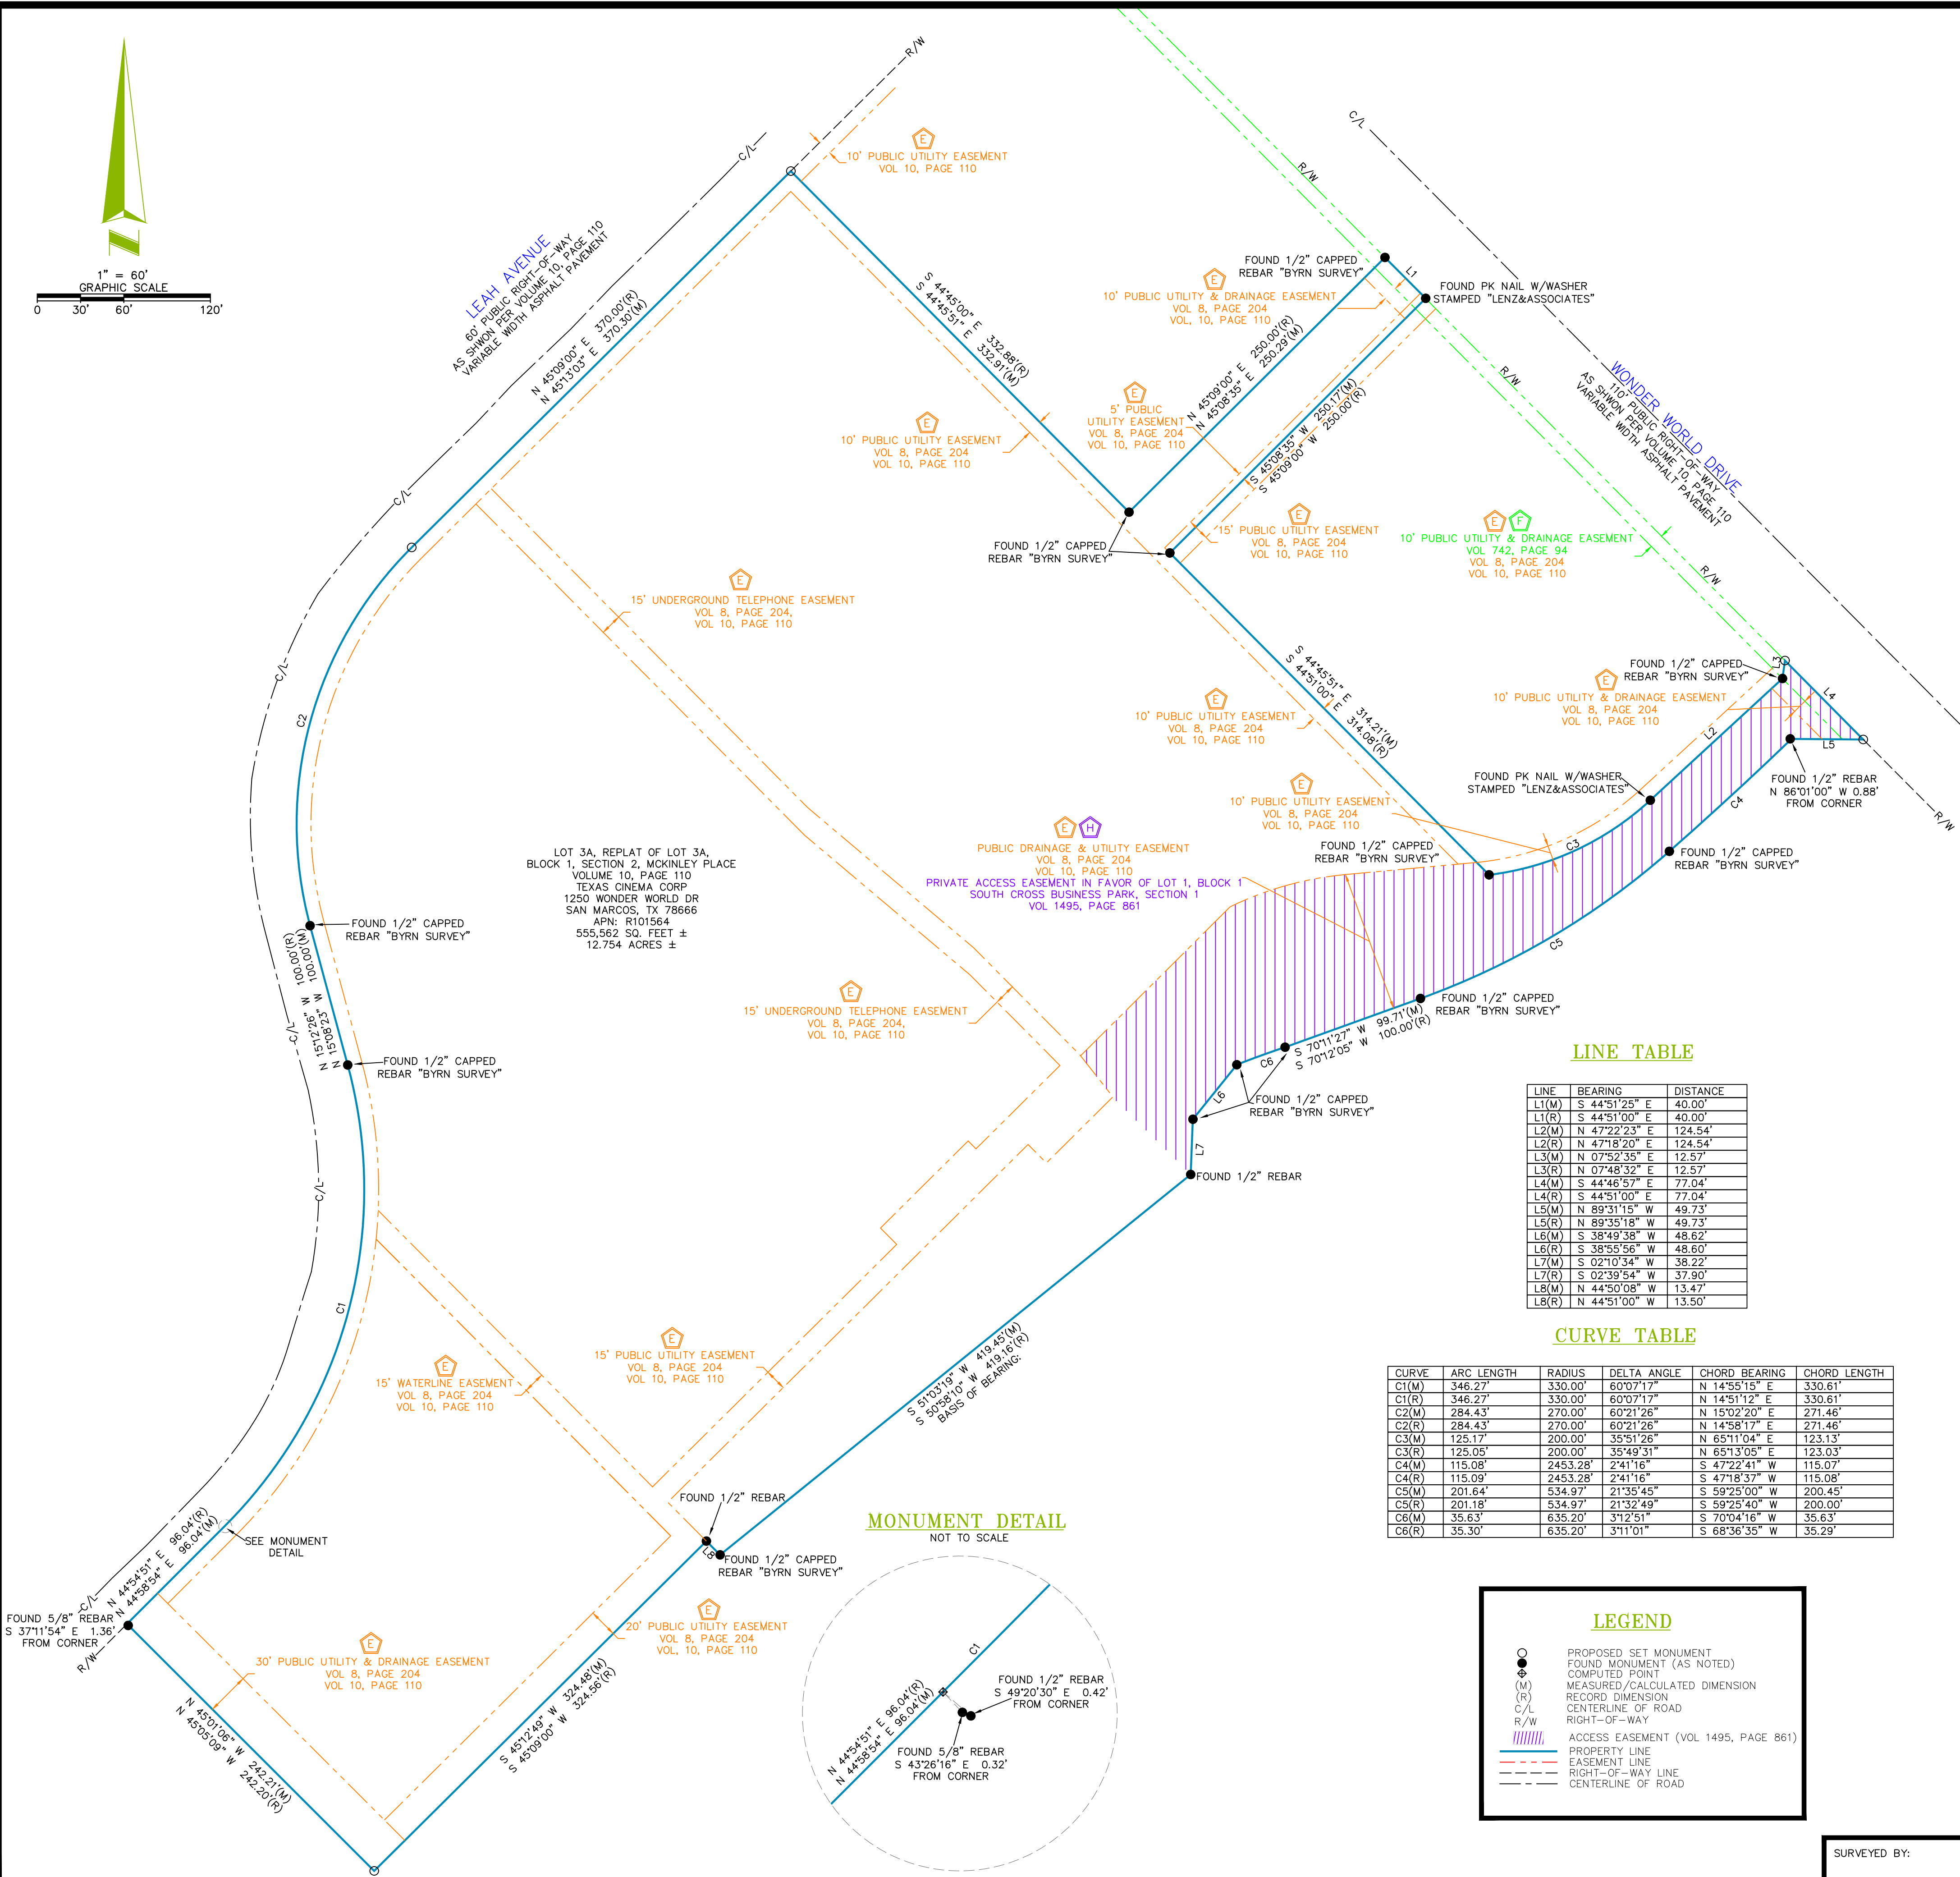 1" = 60'
GRAPHIC SCALE
0 30' 60' 120'
LEAH AVENUE
60' PUBLIC RIGHT-OF-WAY
AS SHWON PER VOLUME 10, PAGE 110
VARIABLE WIDTH ASPHALT PAVEMENT
C/L
R/W
E
10' PUBLIC UTILITY EASEMENT
VOL 10, PAGE 110
N 45°09'00" E 370.00'(R)
N 45°13'03" E 370.30'(M)
S 44°45'00" E 332.88'(R)
S 44°45'51" E 332.91'(M)
E
10' PUBLIC UTILITY EASEMENT
VOL 8, PAGE 204
VOL 10, PAGE 110
FOUND 1/2" CAPPED
REBAR "BYRN SURVEY"
L1
E
10' PUBLIC UTILITY & DRAINAGE EASEMENT
VOL 8, PAGE 204
VOL, 10, PAGE 110
FOUND PK NAIL W/WASHER
STAMPED "LENZ&ASSOCIATES"
C/L
R/W
R/W
R/W
R/W
WONDER WORLD DRIVE
110' PUBLIC RIGHT-OF-WAY
AS SHWON PER VOLUME 10, PAGE 110
VARIABLE WIDTH ASPHALT PAVEMENT
E
5' PUBLIC
UTILITY EASEMENT
VOL 8, PAGE 204
VOL 10, PAGE 110
N 45°09'00" E 250.00'(R)
N 45°08'35" E 250.29'(M)
S 45°08'35" W 250.17'(M)
S 45°09'00" W 250.00'(R)
FOUND 1/2" CAPPED
REBAR "BYRN SURVEY"
E
15' PUBLIC UTILITY EASEMENT
VOL 8, PAGE 204
VOL 10, PAGE 110
E F
10' PUBLIC UTILITY & DRAINAGE EASEMENT
VOL 742, PAGE 94
VOL 8, PAGE 204
VOL 10, PAGE 110
C/L
E
15' UNDERGROUND TELEPHONE EASEMENT
VOL 8, PAGE 204,
VOL 10, PAGE 110
S 44°45'51" E 314.21'(M)
S 44°51'00" E 314.08'(R)
E
10' PUBLIC UTILITY EASEMENT
VOL 8, PAGE 204
VOL 10, PAGE 110
FOUND 1/2" CAPPED
REBAR "BYRN SURVEY"
L3
L4
L5
L2
C4
E
10' PUBLIC UTILITY & DRAINAGE EASEMENT
VOL 8, PAGE 204
VOL 10, PAGE 110
FOUND PK NAIL W/WASHER
STAMPED "LENZ&ASSOCIATES"
FOUND 1/2" REBAR
N 86°01'00" W 0.88'
FROM CORNER
E
10' PUBLIC UTILITY EASEMENT
VOL 8, PAGE 204
VOL 10, PAGE 110
C3
FOUND 1/2" CAPPED
REBAR "BYRN SURVEY"
FOUND 1/2" CAPPED
REBAR "BYRN SURVEY"
C5
C/L
C2
LOT 3A, REPLAT OF LOT 3A,
BLOCK 1, SECTION 2, MCKINLEY PLACE
VOLUME 10, PAGE 110
TEXAS CINEMA CORP
1250 WONDER WORLD DR
SAN MARCOS, TX 78666
APN: R101564
555,562 SQ. FEET ±
12.754 ACRES ±
E H
PUBLIC DRAINAGE & UTILITY EASEMENT
VOL 8, PAGE 204
VOL 10, PAGE 110
PRIVATE ACCESS EASEMENT IN FAVOR OF LOT 1, BLOCK 1
SOUTH CROSS BUSINESS PARK, SECTION 1
VOL 1495, PAGE 861
FOUND 1/2" CAPPED
REBAR "BYRN SURVEY"
N 15°12'26" W 100.00'(R)
N 15°08'23" W 100.00'(M)
C/L
FOUND 1/2" CAPPED
REBAR "BYRN SURVEY"
E
15' UNDERGROUND TELEPHONE EASEMENT
VOL 8, PAGE 204,
VOL 10, PAGE 110
FOUND 1/2" CAPPED
REBAR "BYRN SURVEY"
S 70°11'27" W 99.71'(M)
S 70°12'05" W 100.00'(R)
C6
L6
FOUND 1/2" CAPPED
REBAR "BYRN SURVEY"
L7
FOUND 1/2" REBAR
C/L
C1
E
15' WATERLINE EASEMENT
VOL 8, PAGE 204
VOL 10, PAGE 110
E
15' PUBLIC UTILITY EASEMENT
VOL 8, PAGE 204
VOL 10, PAGE 110
S 51°03'19" W 419.45'(M)
S 50°58'10" W 419.16'(R)
BASIS OF BEARING:
FOUND 1/2" REBAR
L8
FOUND 1/2" CAPPED
REBAR "BYRN SURVEY"
N 44°54'51" E 96.04'(R)
N 44°58'54" E 96.04'(M)
SEE MONUMENT
DETAIL
C/L
FOUND 5/8" REBAR
S 37°11'54" E 1.36'
FROM CORNER
R/W
E
30' PUBLIC UTILITY & DRAINAGE EASEMENT
VOL 8, PAGE 204
VOL 10, PAGE 110
E
20' PUBLIC UTILITY EASEMENT
VOL 8, PAGE 204
VOL, 10, PAGE 110
N 45°01'06" W 242.21'(M)
N 45°05'09" W 242.20'(R)
S 45°12'49" W 324.48'(M)
S 45°09'00" W 324.56'(R)
MONUMENT DETAIL
NOT TO SCALE
C1
N 44°54'51" E 96.04'(R)
N 44°58'54" E 96.04'(M)
FOUND 1/2" REBAR
S 49°20'30" E 0.42'
FROM CORNER
FOUND 5/8" REBAR
S 43°26'16" E 0.32'
FROM CORNER
LINE TABLE
LINE BEARING DISTANCE
L1(M) S 44°51'25" E 40.00'
L1(R) S 44°51'00" E 40.00'
L2(M) N 47°22'23" E 124.54'
L2(R) N 47°18'20" E 124.54'
L3(M) N 07°52'35" E 12.57'
L3(R) N 07°48'32" E 12.57'
L4(M) S 44°46'57" E 77.04'
L4(R) S 44°51'00" E 77.04'
L5(M) N 89°31'15" W 49.73'
L5(R) N 89°35'18" W 49.73'
L6(M) S 38°49'38" W 48.62'
L6(R) S 38°55'56" W 48.60'
L7(M) S 02°10'34" W 38.22'
L7(R) S 02°39'54" W 37.90'
L8(M) N 44°50'08" W 13.47'
L8(R) N 44°51'00" W 13.50'
CURVE TABLE
CURVE ARC LENGTH RADIUS DELTA ANGLE CHORD BEARING CHORD LENGTH
C1(M) 346.27' 330.00' 60°07'17" N 14°55'15" E 330.61'
C1(R) 346.27' 330.00' 60°07'17" N 14°51'12" E 330.61'
C2(M) 284.43' 270.00' 60°21'26" N 15°02'20" E 271.46'
C2(R) 284.43' 270.00' 60°21'26" N 14°58'17" E 271.46'
C3(M) 125.17' 200.00' 35°51'26" N 65°11'04" E 123.13'
C3(R) 125.05' 200.00' 35°49'31" N 65°13'05" E 123.03'
C4(M) 115.08' 2453.28' 2°41'16" S 47°22'41" W 115.07'
C4(R) 115.09' 2453.28' 2°41'16" S 47°18'37" W 115.08'
C5(M) 201.64' 534.97' 21°35'45" S 59°25'00" W 200.45'
C5(R) 201.18' 534.97' 21°32'49" S 59°25'40" W 200.00'
C6(M) 35.63' 635.20' 3°12'51" S 70°04'16" W 35.63'
C6(R) 35.30' 635.20' 3°11'01" S 68°36'35" W 35.29'
LEGEND
PROPOSED SET MONUMENT
FOUND MONUMENT (AS NOTED)
COMPUTED POINT
(M) MEASURED/CALCULATED DIMENSION
(R) RECORD DIMENSION
C/L CENTERLINE OF ROAD
R/W RIGHT-OF-WAY
ACCESS EASEMENT (VOL 1495, PAGE 861)
PROPERTY LINE
EASEMENT LINE
RIGHT-OF-WAY LINE
CENTERLINE OF ROAD
SURVEYED BY: